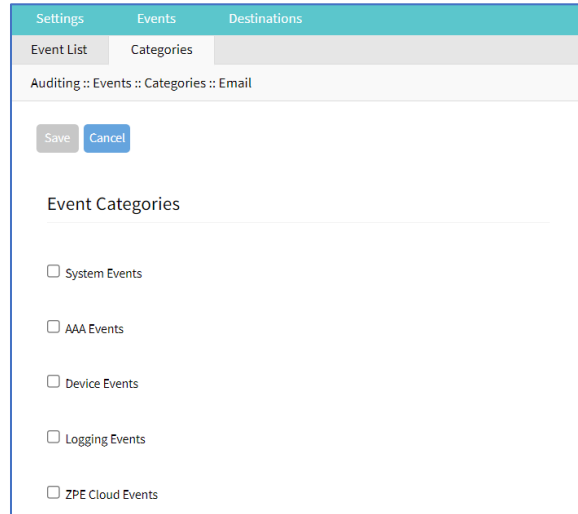 Settings Events Destinations
Event List Categories
Auditing :: Events :: Categories :: Email
Save Cancel
Event Categories
System Events
AAA Events
Device Events
Logging Events
ZPE Cloud Events